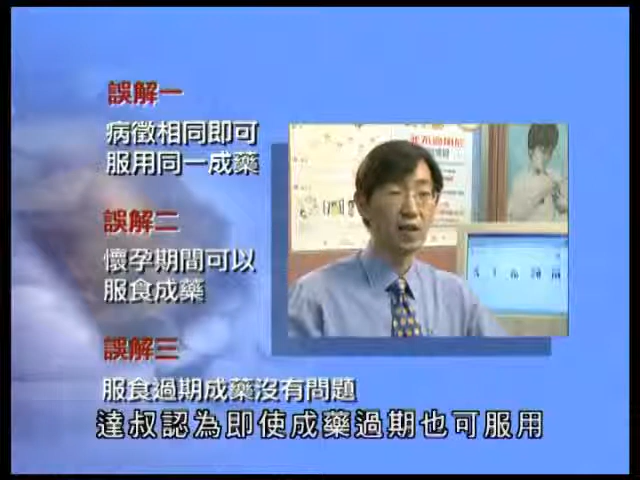 誤解一
病徵相同即可
服用同一成藥
誤解二
懷孕期間可以
服食成藥
誤解三
服食過期成藥沒有問題
達叔認為即使成藥過期也可服用